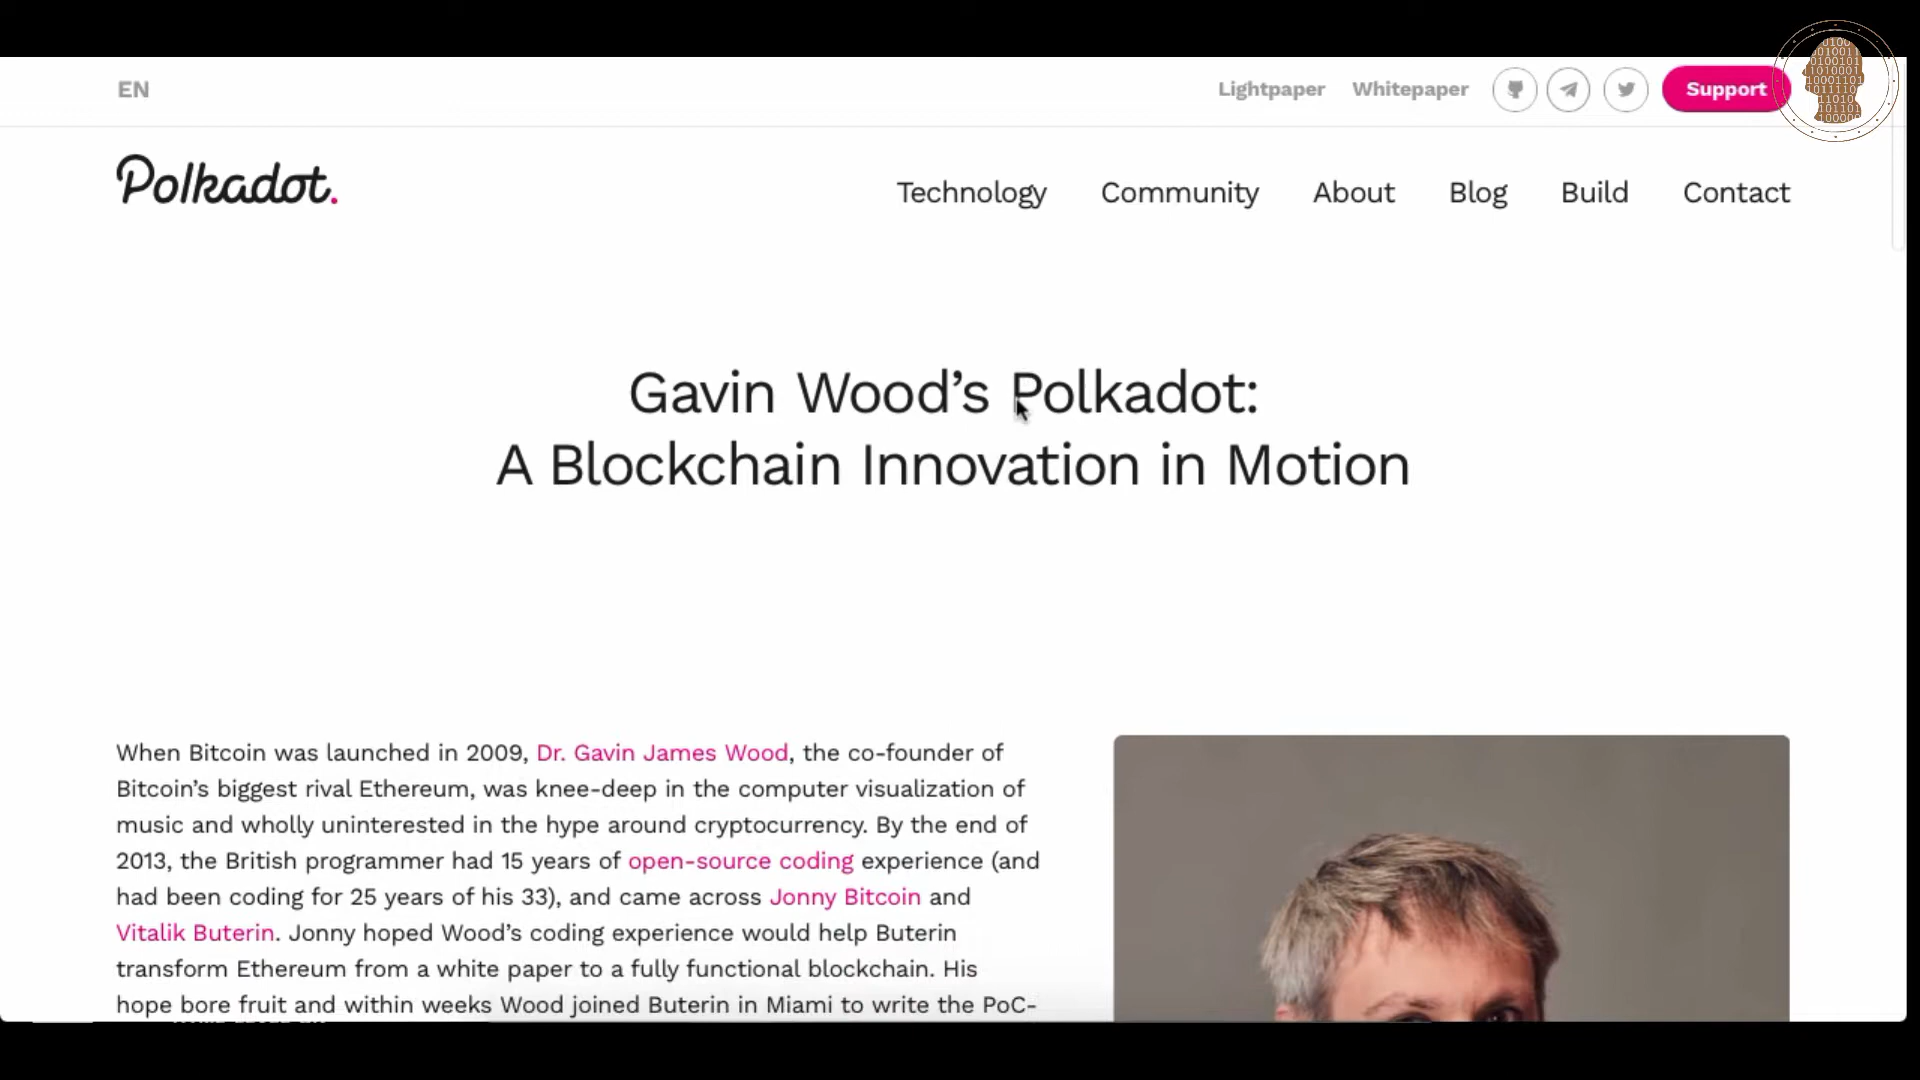 EN
Lightpaper Whitepaper Support
Polkadot.
Technology Community About Blog Build Contact
Gavin Wood’s Polkadot:
A Blockchain Innovation in Motion
When Bitcoin was launched in 2009, Dr. Gavin James Wood, the co-founder of
Bitcoin’s biggest rival Ethereum, was knee-deep in the computer visualization of
music and wholly uninterested in the hype around cryptocurrency. By the end of
2013, the British programmer had 15 years of open-source coding experience (and
had been coding for 25 years of his 33), and came across Jonny Bitcoin and
Vitalik Buterin. Jonny hoped Wood’s coding experience would help Buterin
transform Ethereum from a white paper to a fully functional blockchain. His
hope bore fruit and within weeks Wood joined Buterin in Miami to write the PoC-